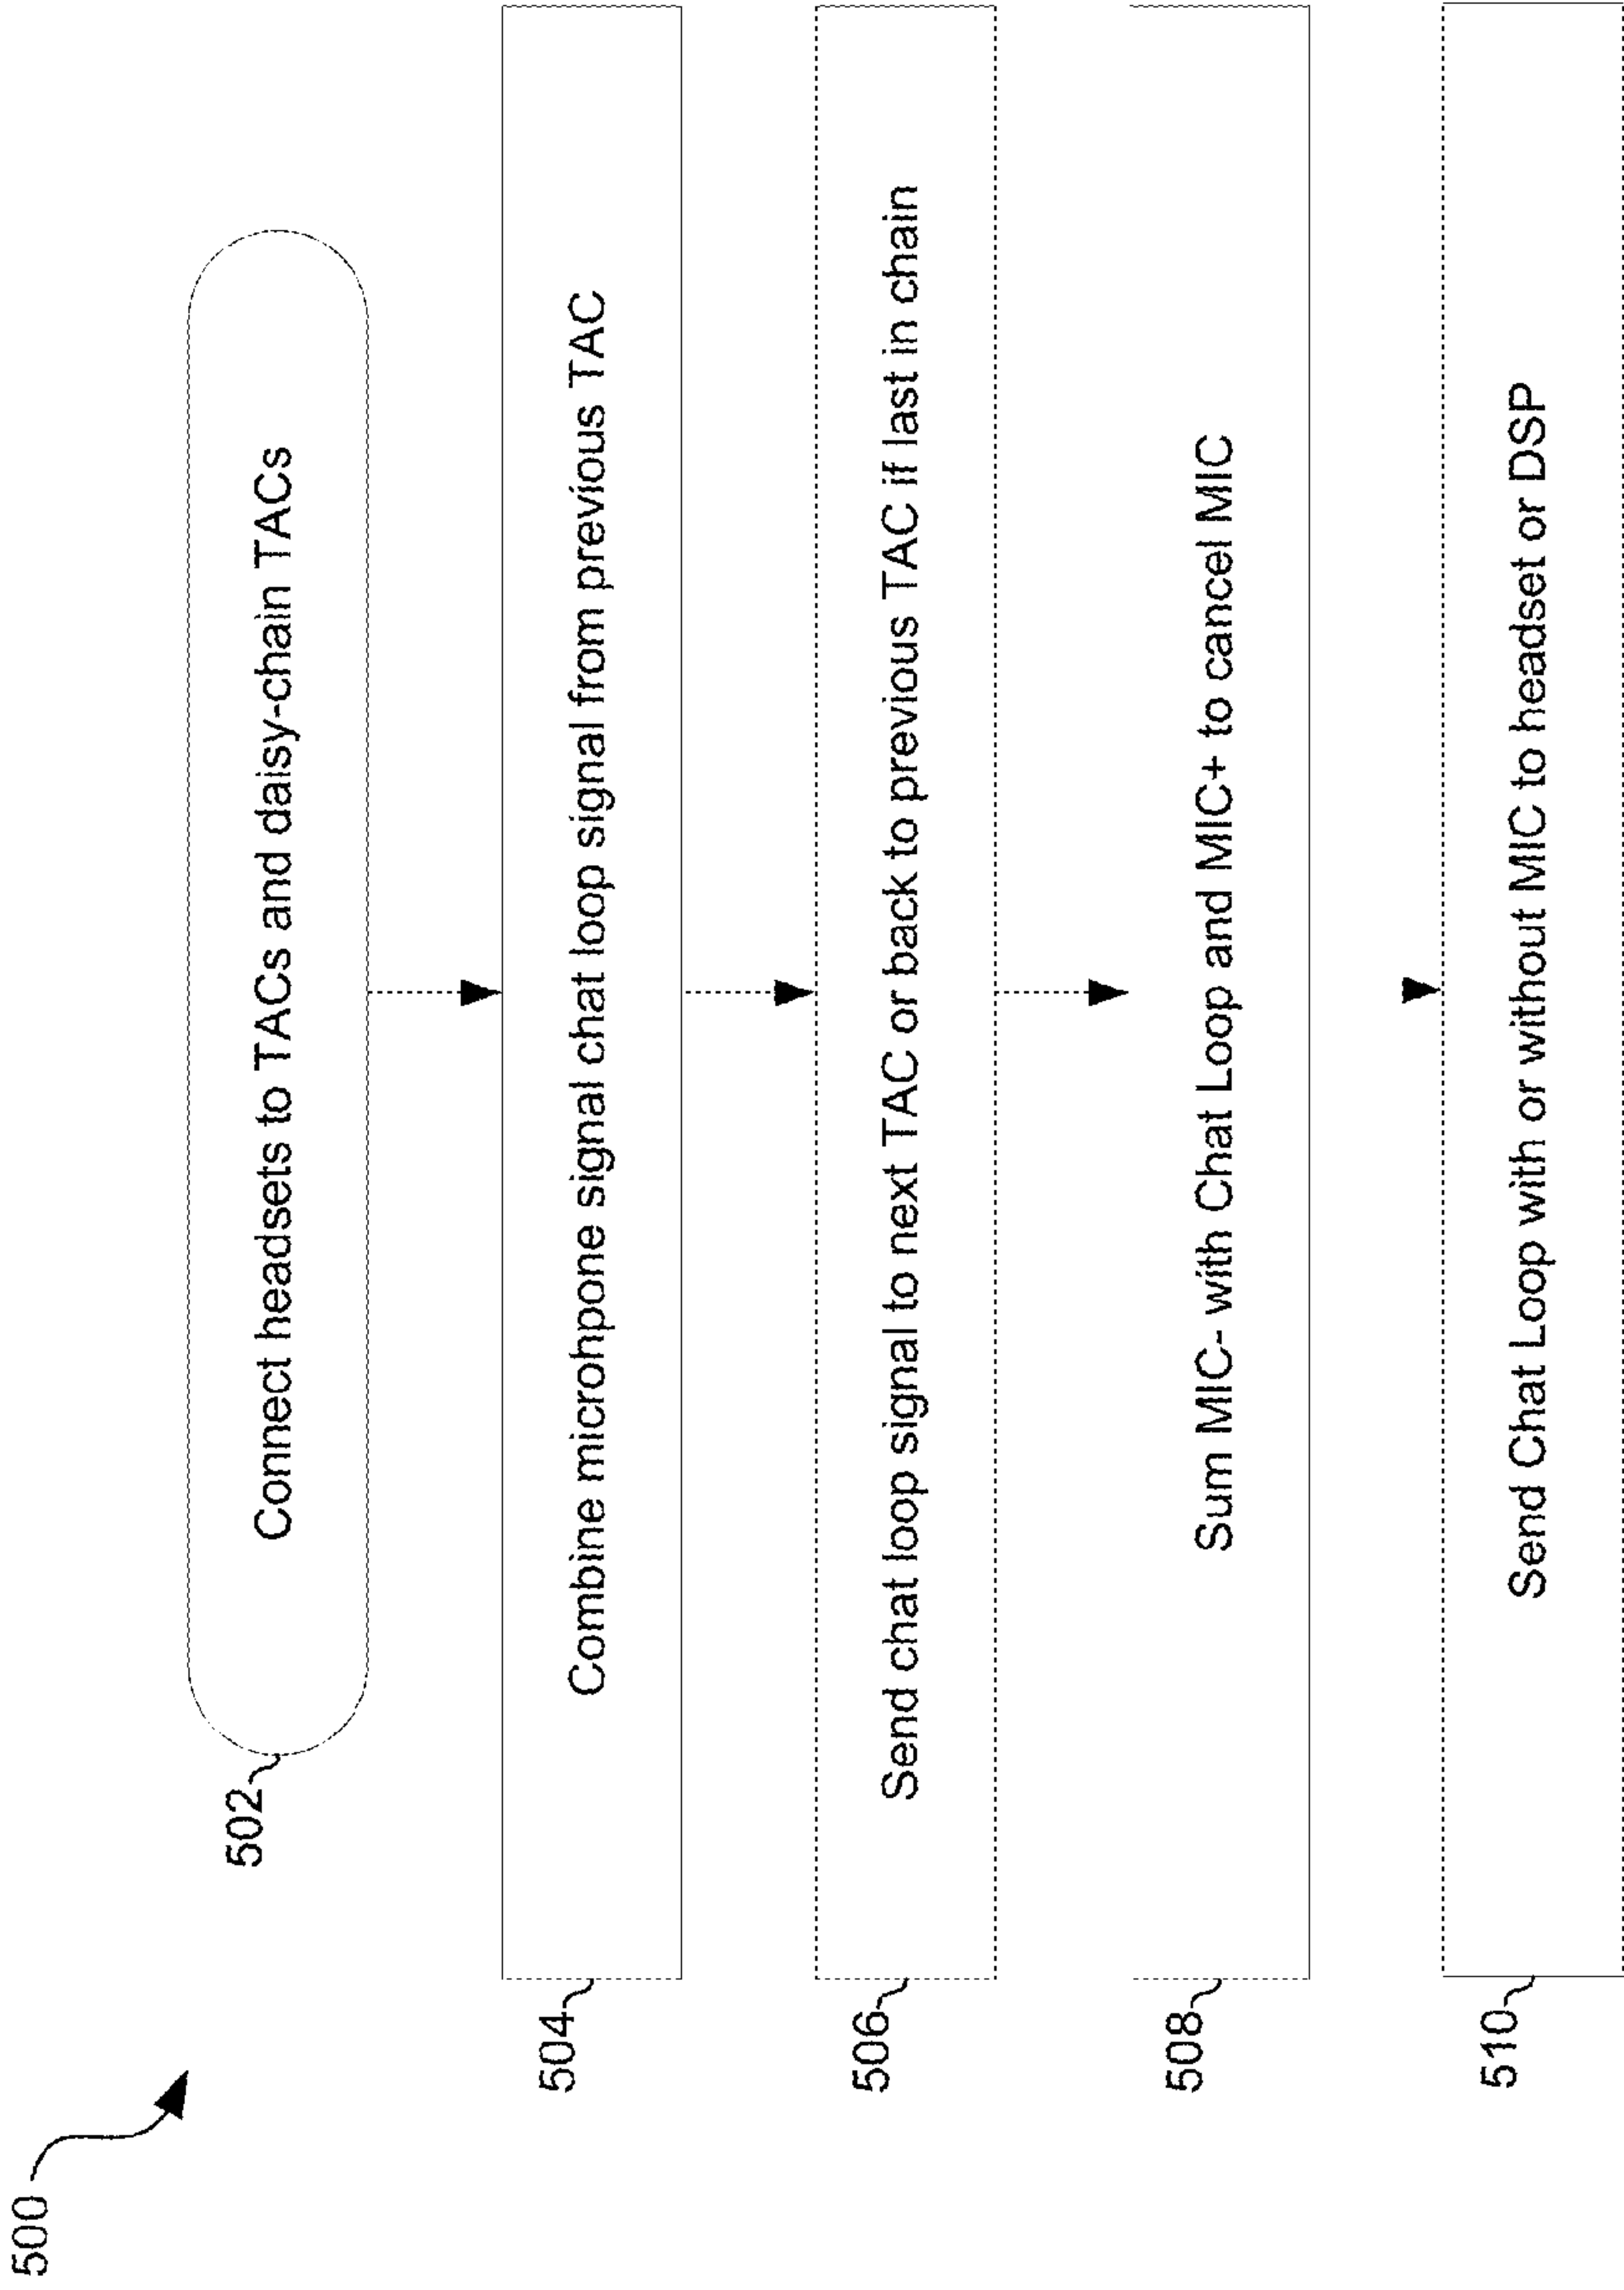 500
502
Connect headsets to TACs and daisy-chain TACs
504
Combine microhpone signal chat loop signal from previous TAC
506
Send chat loop signal to next TAC or back to previous TAC if last in chain
508
Sum MIC- with Chat Loop and MIC+ to cancel MIC
510
Send Chat Loop with or without MIC to headset or DSP